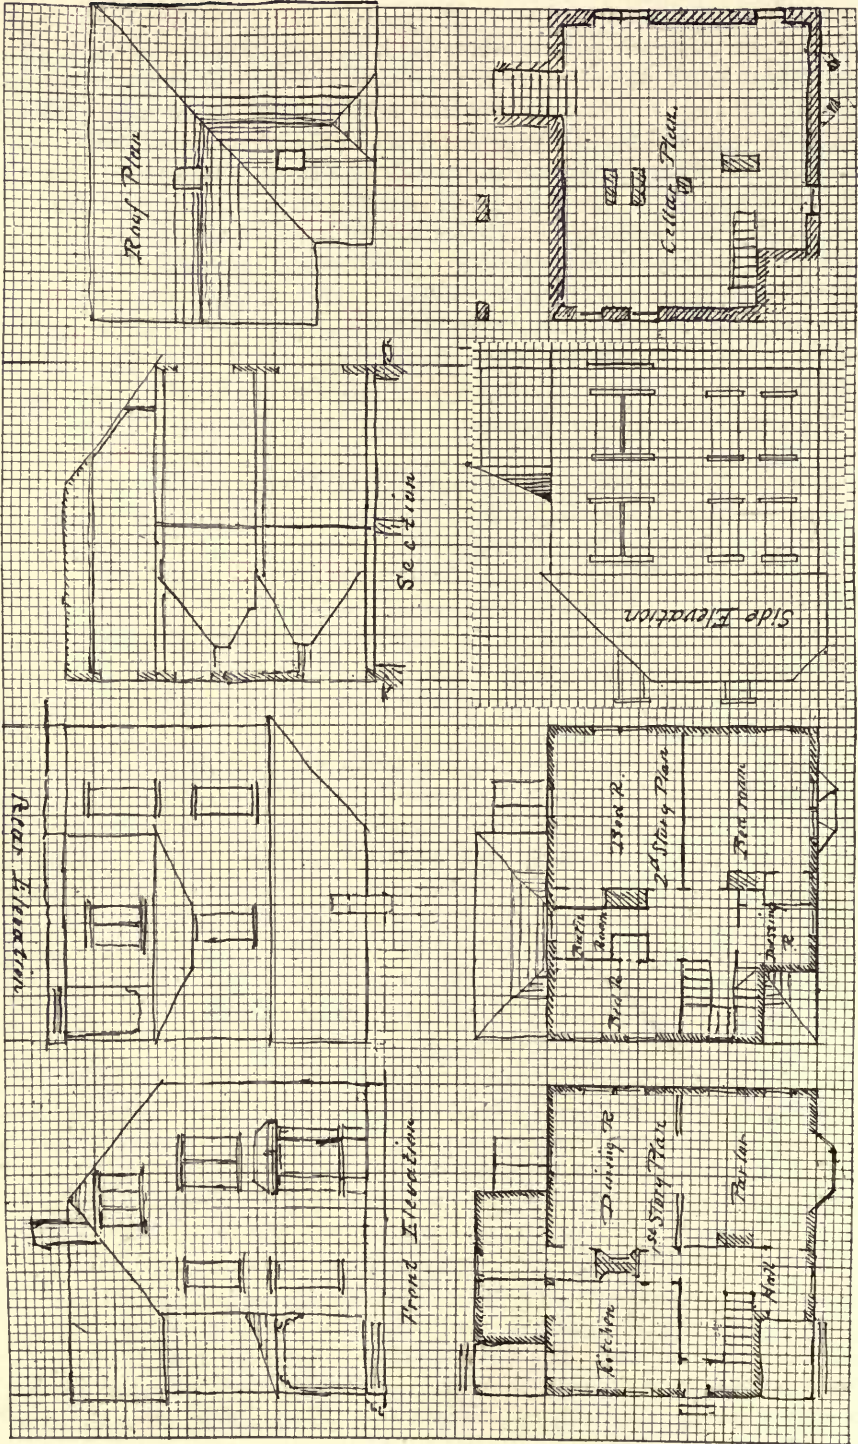 Roof Plan
Cellar Plan.
Section
Side Elevation
Rear Elevation
Bed R.
2d Story Plan
Bed room
Bath
Room
Bed R
Dressing
R
Front Elevation
Dining R
1st Story Plan
Parlor
Kitchen
Hall